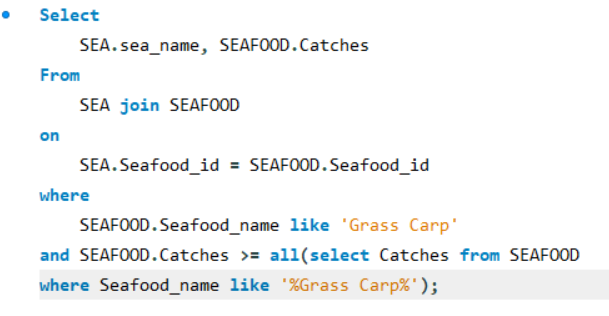 Select
SEA.sea_name, SEAFOOD.Catches
From
SEA join SEAFOOD
on
SEA.Seafood_id = SEAFOOD.Seafood_id
where
SEAFOOD.Seafood_name like 'Grass Carp'
and SEAFOOD.Catches >= all(select Catches from SEAFOOD
where Seafood_name like '%Grass Carp%');